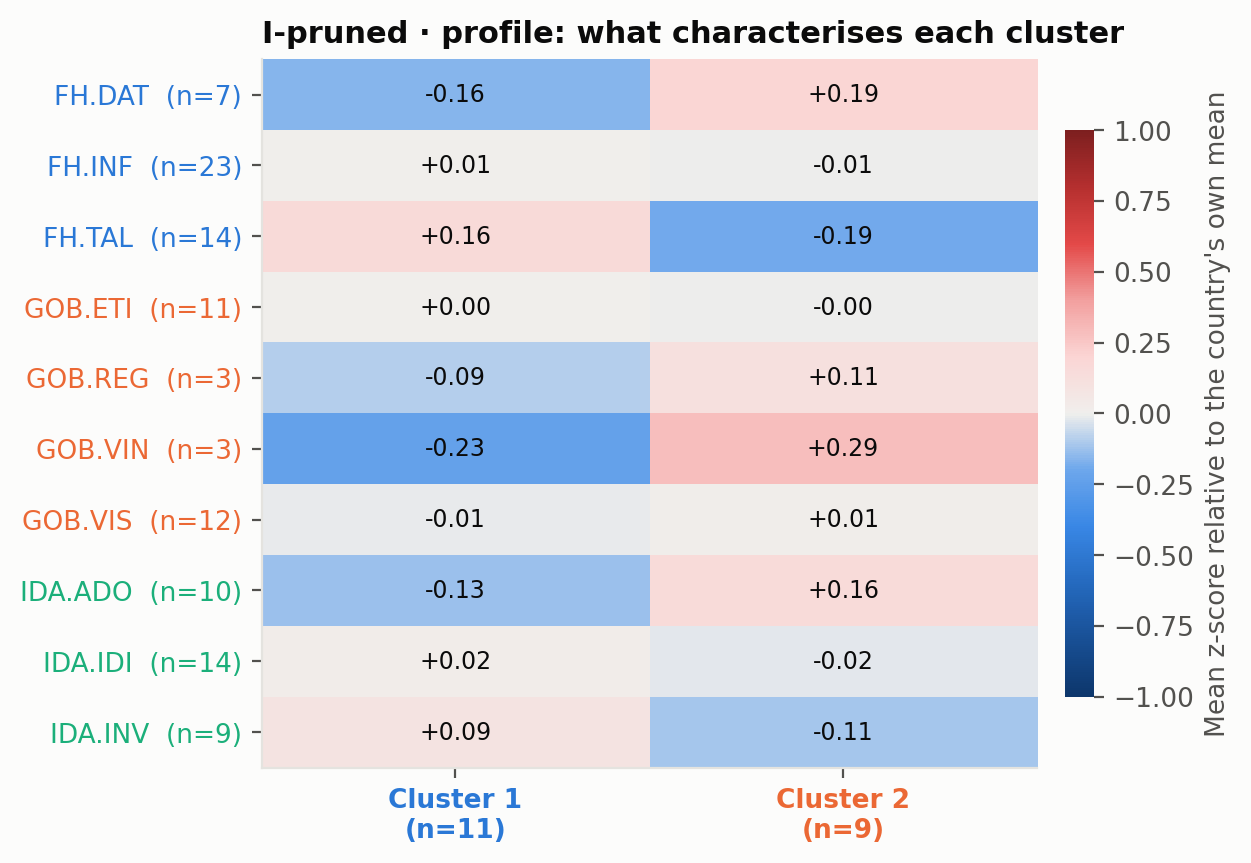 I-pruned · profile: what characterises each cluster
FH.DAT (n=7) -0.16 +0.19
FH.INF (n=23) +0.01 -0.01
FH.TAL (n=14) +0.16 -0.19
GOB.ETI (n=11) +0.00 -0.00
GOB.REG (n=3) -0.09 +0.11
GOB.VIN (n=3) -0.23 +0.29
GOB.VIS (n=12) -0.01 +0.01
IDA.ADO (n=10) -0.13 +0.16
IDA.IDI (n=14) +0.02 -0.02
IDA.INV (n=9) +0.09 -0.11
Cluster 1 Cluster 2
(n=11) (n=9)
1.00
0.75
0.50
0.25
0.00
−0.25
−0.50
−0.75
−1.00
Mean z-score relative to the country's own mean